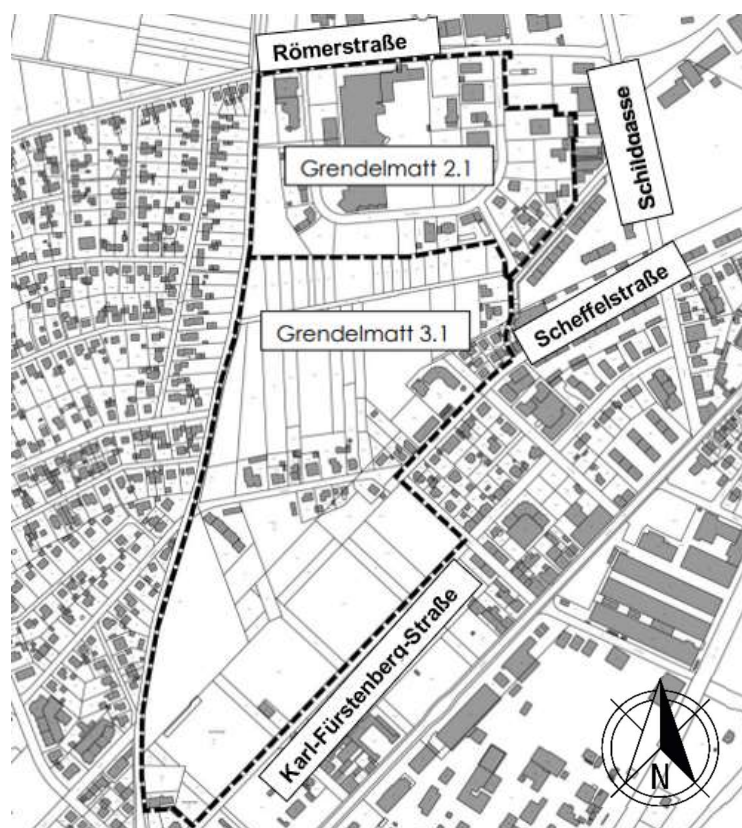 Römerstraße
Schildgasse
Grendelmatt 2.1
Scheffelstraße
Grendelmatt 3.1
Karl-Fürstenberg-Straße
N